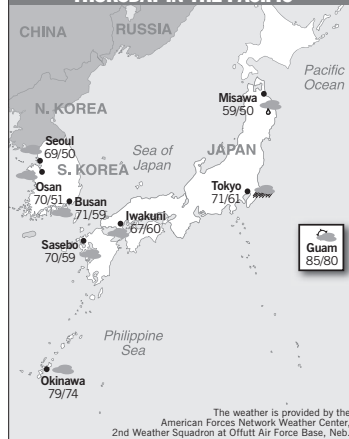 THURSDAY IN THE PACIFIC
CHINA
RUSSIA
Pacific
Ocean
N. KOREA
Misawa
59/50
Seoul
69/50
Sea of
Japan
JAPAN
S. KOREA
Osan
70/51
Busan
71/59
Tokyo
71/61
Iwakuni
67/60
Sasebo
70/59
Guam
85/80
Philippine
Sea
Okinawa
79/74
The weather is provided by the
American Forces Network Weather Center,
2nd Weather Squadron at Offutt Air Force Base, Neb.